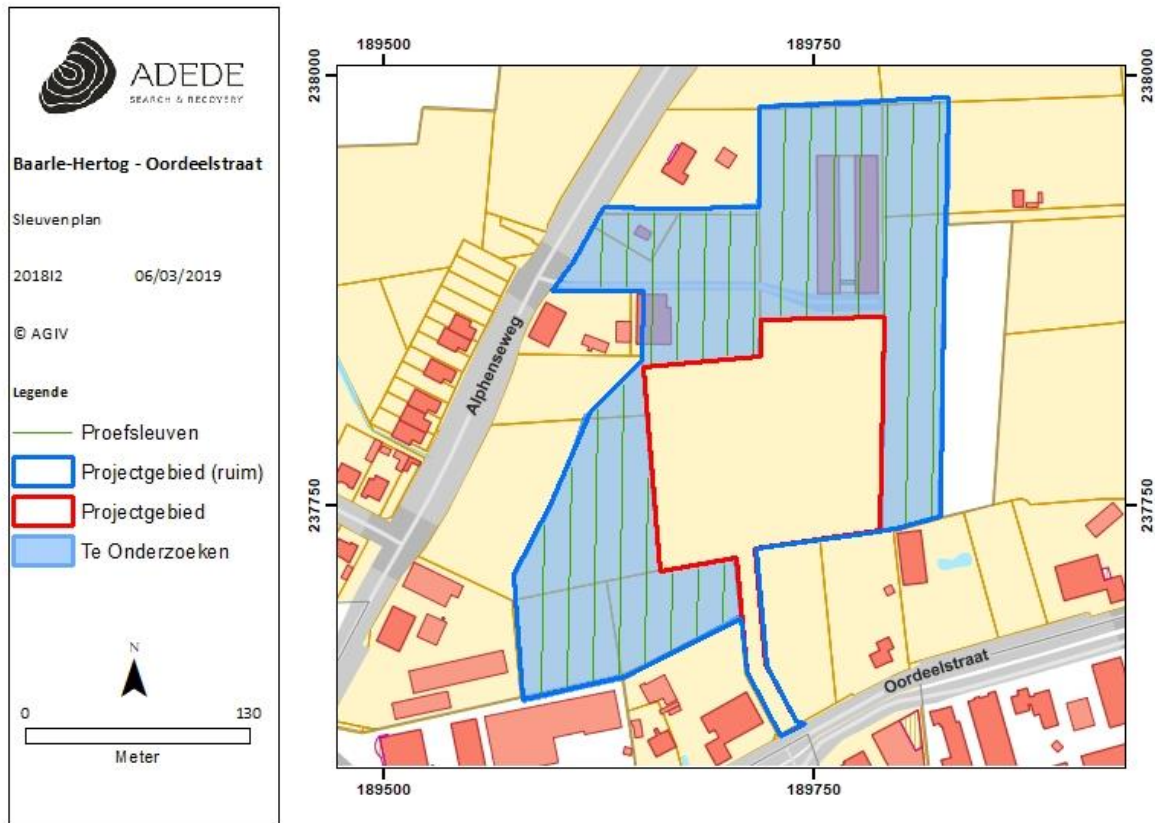 ADEDE
SEARCH & RECOVERY
Baarle-Hertog - Oordeelstraat
Sleuvenplan
2018I2 06/03/2019
© AGIV
Legende
Proefsleuven
Projectgebied (ruim)
Projectgebied
Te Onderzoeken
N
0 130
Meter
189500 189750
238000 238000
Alphenseweg
237750 237750
Oordeelstraat
189500 189750